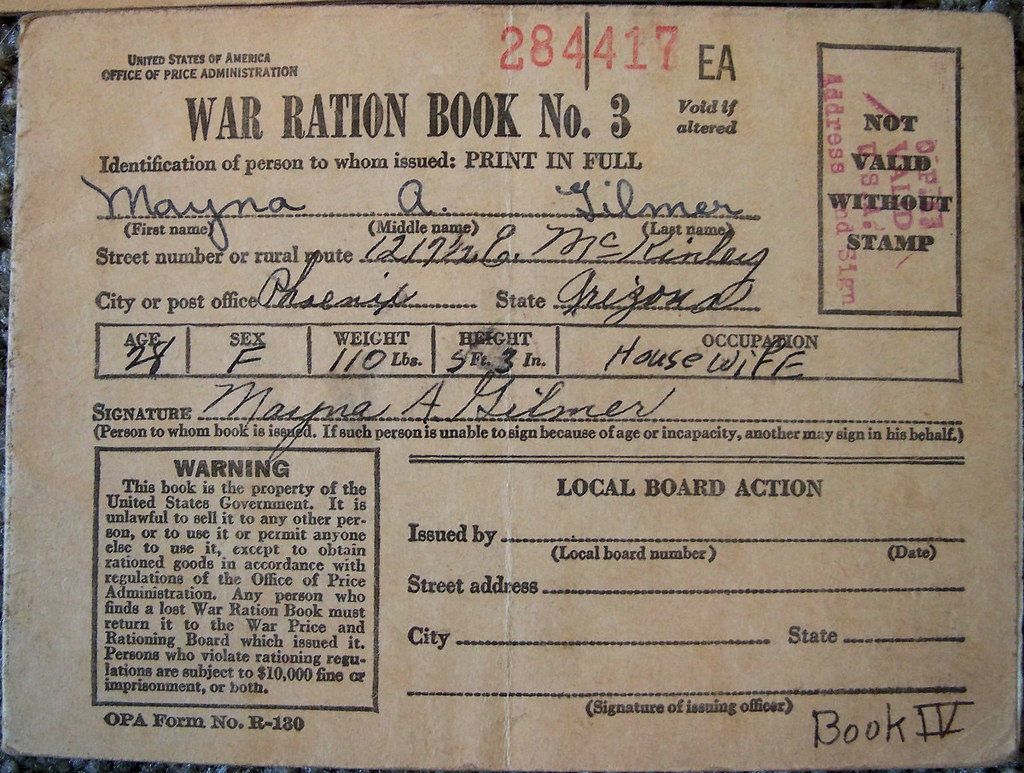 284417 EA
UNITED STATES OF AMERICA
OFFICE OF PRICE ADMINISTRATION
WAR RATION BOOK No. 3
Void if
altered
Identification of person to whom issued: PRINT IN FULL
Mayna A. Gilmer
(First name) (Middle name) (Last name)
Street number or rural route 1217½ E. McKinley
City or post office Phoenix State Arizona
NOT
VALID
WITHOUT
STAMP
VALID
Address and Sign
AGE SEX WEIGHT HEIGHT OCCUPATION
28 F 110 Lbs. 5 Ft. 3 In. Housewife
SIGNATURE Mayna A Gilmer
(Person to whom book is issued. If such person is unable to sign because of age or incapacity, another may sign in his behalf.)
WARNING
This book is the property of the
United States Government. It is
unlawful to sell it to any other per-
son, or to use it or permit anyone
else to use it, except to obtain
rationed goods in accordance with
regulations of the Office of Price
Administration. Any person who
finds a lost War Ration Book must
return it to the War Price and
Rationing Board which issued it.
Persons who violate rationing regu-
lations are subject to $10,000 fine or
imprisonment, or both.
OPA Form No. R-130
LOCAL BOARD ACTION
Issued by
(Local board number) (Date)
Street address
City State
(Signature of issuing officer)
Book IV